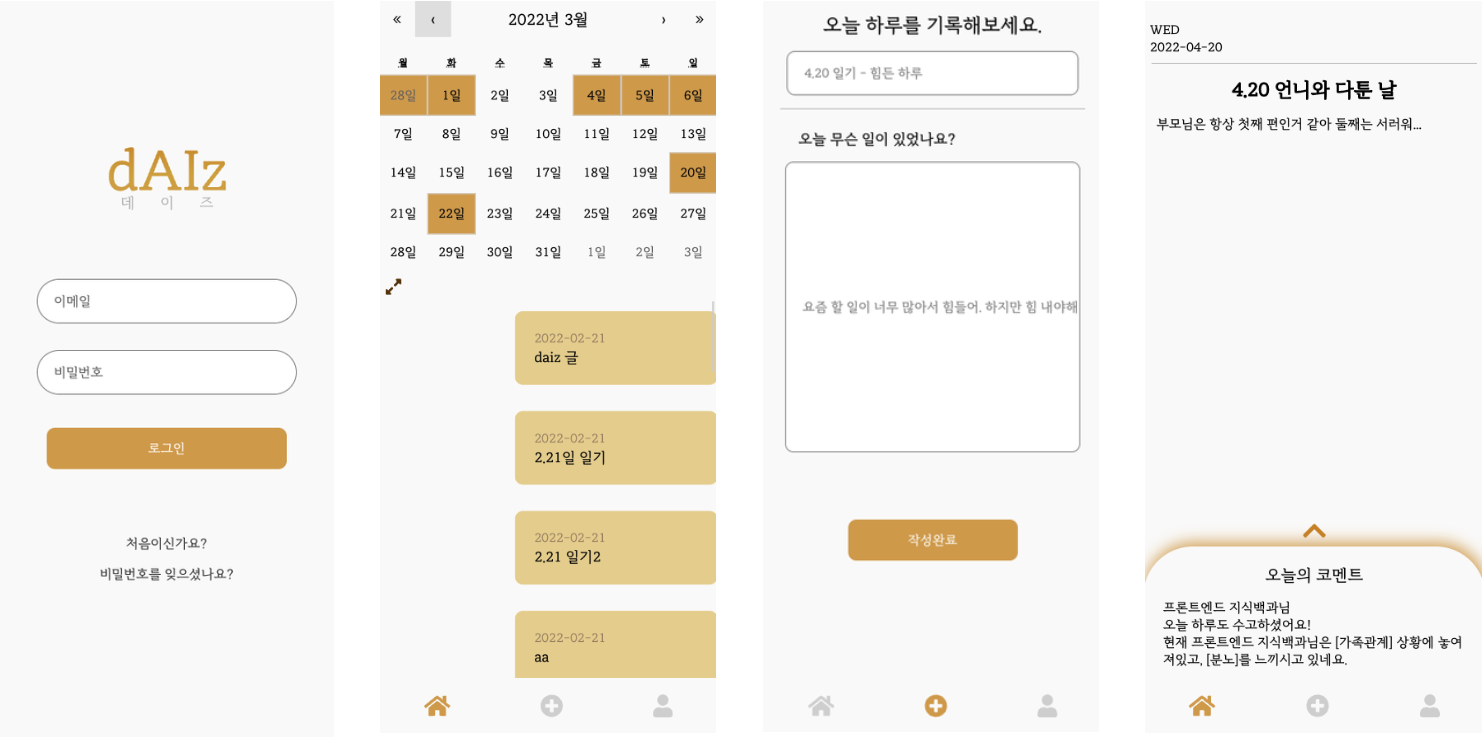 dAIz
데 이 즈
이메일
비밀번호
로그인
처음이신가요?
비밀번호를 잊으셨나요?
« ‹ 2022년 3월 › »
월 화 수 목 금 토 일
28일 1일 2일 3일 4일 5일 6일
7일 8일 9일 10일 11일 12일 13일
14일 15일 16일 17일 18일 19일 20일
21일 22일 23일 24일 25일 26일 27일
28일 29일 30일 31일 1일 2일 3일
2022-02-21
daiz 글
2022-02-21
2.21일 일기
2022-02-21
2.21 일기2
2022-02-21
aa
오늘 하루를 기록해보세요.
4.20 일기 - 힘든 하루
오늘 무슨 일이 있었나요?
요즘 할 일이 너무 많아서 힘들어. 하지만 힘 내야해
작성완료
WED
2022-04-20
4.20 언니와 다툰 날
부모님은 항상 첫째 편인거 같아 둘째는 서러워...
오늘의 코멘트
프론트엔드 지식백과님
오늘 하루도 수고하셨어요!
현재 프론트엔드 지식백과님은 [가족관계] 상황에 놓여
져있고, [분노]를 느끼시고 있네요.